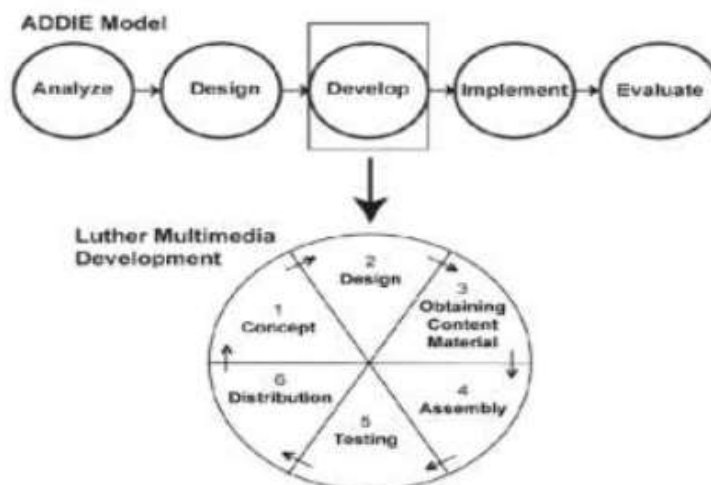 ADDIE Model
Analyze
Design
Develop
Implement
Evaluate
Luther Multimedia
Development
1
Concept
2
Design
3
Obtaining
Content
Material
4
Assembly
5
Testing
6
Distribution